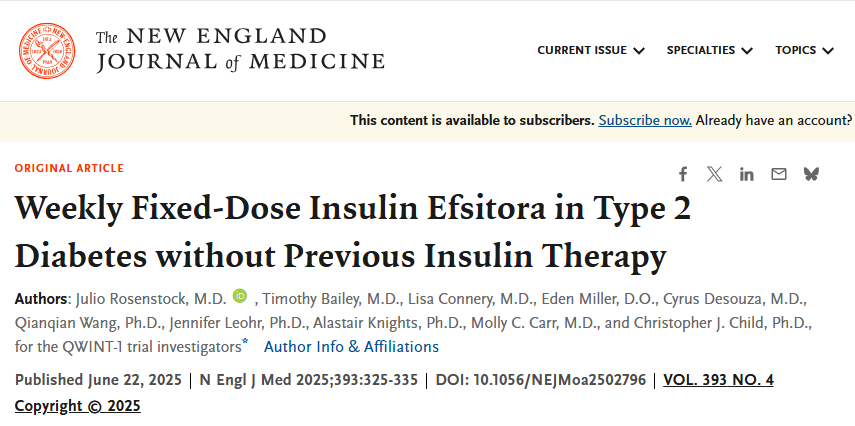 The NEW ENGLAND
JOURNAL of MEDICINE
CURRENT ISSUE
SPECIALTIES
TOPICS
This content is available to subscribers. Subscribe now. Already have an account?
ORIGINAL ARTICLE
Weekly Fixed-Dose Insulin Efsitora in Type 2
Diabetes without Previous Insulin Therapy
Authors: Julio Rosenstock, M.D. iD , Timothy Bailey, M.D., Lisa Connery, M.D., Eden Miller, D.O., Cyrus Desouza, M.D.,
Qianqian Wang, Ph.D., Jennifer Leohr, Ph.D., Alastair Knights, Ph.D., Molly C. Carr, M.D., and Christopher J. Child, Ph.D.,
for the QWINT-1 trial investigators* Author Info & Affiliations
Published June 22, 2025 | N Engl J Med 2025;393:325-335 | DOI: 10.1056/NEJMoa2502796 | VOL. 393 NO. 4
Copyright © 2025